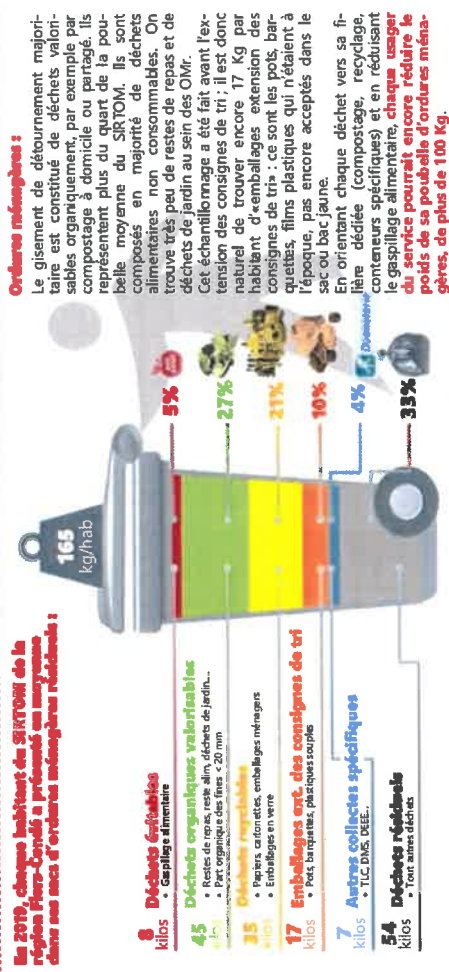 En 2019, chaque habitant du SIRTOM de la
région Flers-Condé a présenté en moyenne
dans ses sacs d'ordures ménagères résiduels :
165
kg/hab
8
kilos
Déchets évitables
• Gaspillage alimentaire
5%
45
kilos
Déchets organiques valorisables
• Restes de repas, reste alim, déchets de jardin...
• Part organique des fines < 20 mm
27%
35
kilos
Déchets recyclables
• Papiers, cartonettes, emballages ménagers
• Emballages en verre
21%
17
kilos
Emballages ext. des consignes de tri
• Pots, barquettes, plastiques souples
10%
7
kilos
Autres collectes spécifiques
• TLC, DMS, DEEE...
4%
54
kilos
Déchets résiduels
• Tout autres déchets
33%
Ordures ménagères :
Le gisement de détournement majori-
taire est constitué de déchets valori-
sables organiquement, par exemple par
compostage à domicile ou partagé. Ils
représentent plus du quart de la pou-
belle moyenne du SIRTOM. Ils sont
composés en majorité de déchets
alimentaires non consommables. On
trouve très peu de restes de repas et de
déchets de jardin au sein des OMr.
Cet échantillonnage a été fait avant l'ex-
tension des consignes de tri ; il est donc
naturel de trouver encore 17 Kg par
habitant d'«emballages extension des
consignes de tri» : ce sont les pots, bar-
quettes, films plastiques qui n'étaient à
l'époque, pas encore acceptés dans le
sac ou bac jaune.
En orientant chaque déchet vers sa fi-
lière dédiée (compostage, recyclage,
conteneurs spécifiques) et en réduisant
le gaspillage alimentaire, chaque usager
du service pourrait encore réduire le
poids de sa poubelle d'ordures ména-
gères, de plus de 100 Kg.